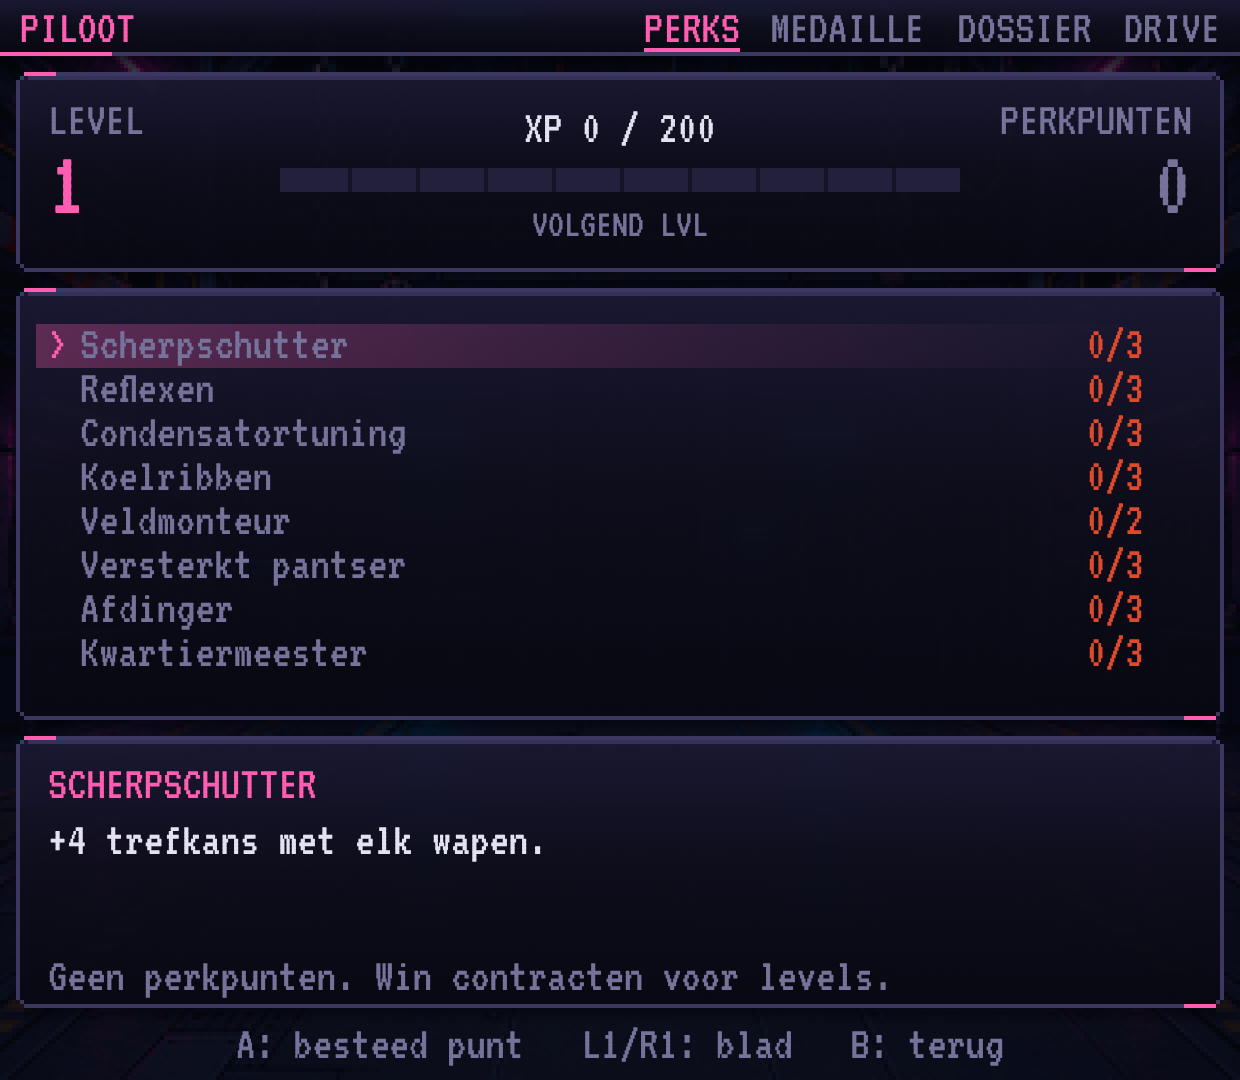 PILOOT PERKS MEDAILLE DOSSIER DRIVE
LEVEL XP 0 / 200 PERKPUNTEN
1 0
VOLGEND LVL
> Scherpschutter 0/3
Reflexen 0/3
Condensatortuning 0/3
Koelribben 0/3
Veldmonteur 0/2
Versterkt pantser 0/3
Afdinger 0/3
Kwartiermeester 0/3
SCHERPSCHUTTER
+4 trefkans met elk wapen.
Geen perkpunten. Win contracten voor levels.
A: besteed punt L1/R1: blad B: terug